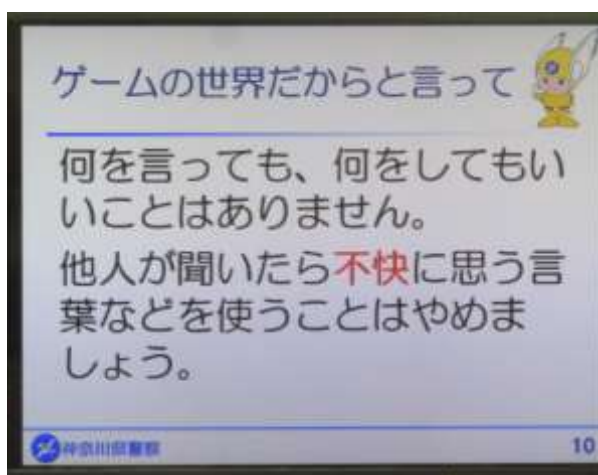 ゲームの世界だからと言って
何を言っても、何をしてもい
いことはありません。
他人が聞いたら不快に思う言
葉などを使うことはやめま
しょう。
神奈川県警察
10